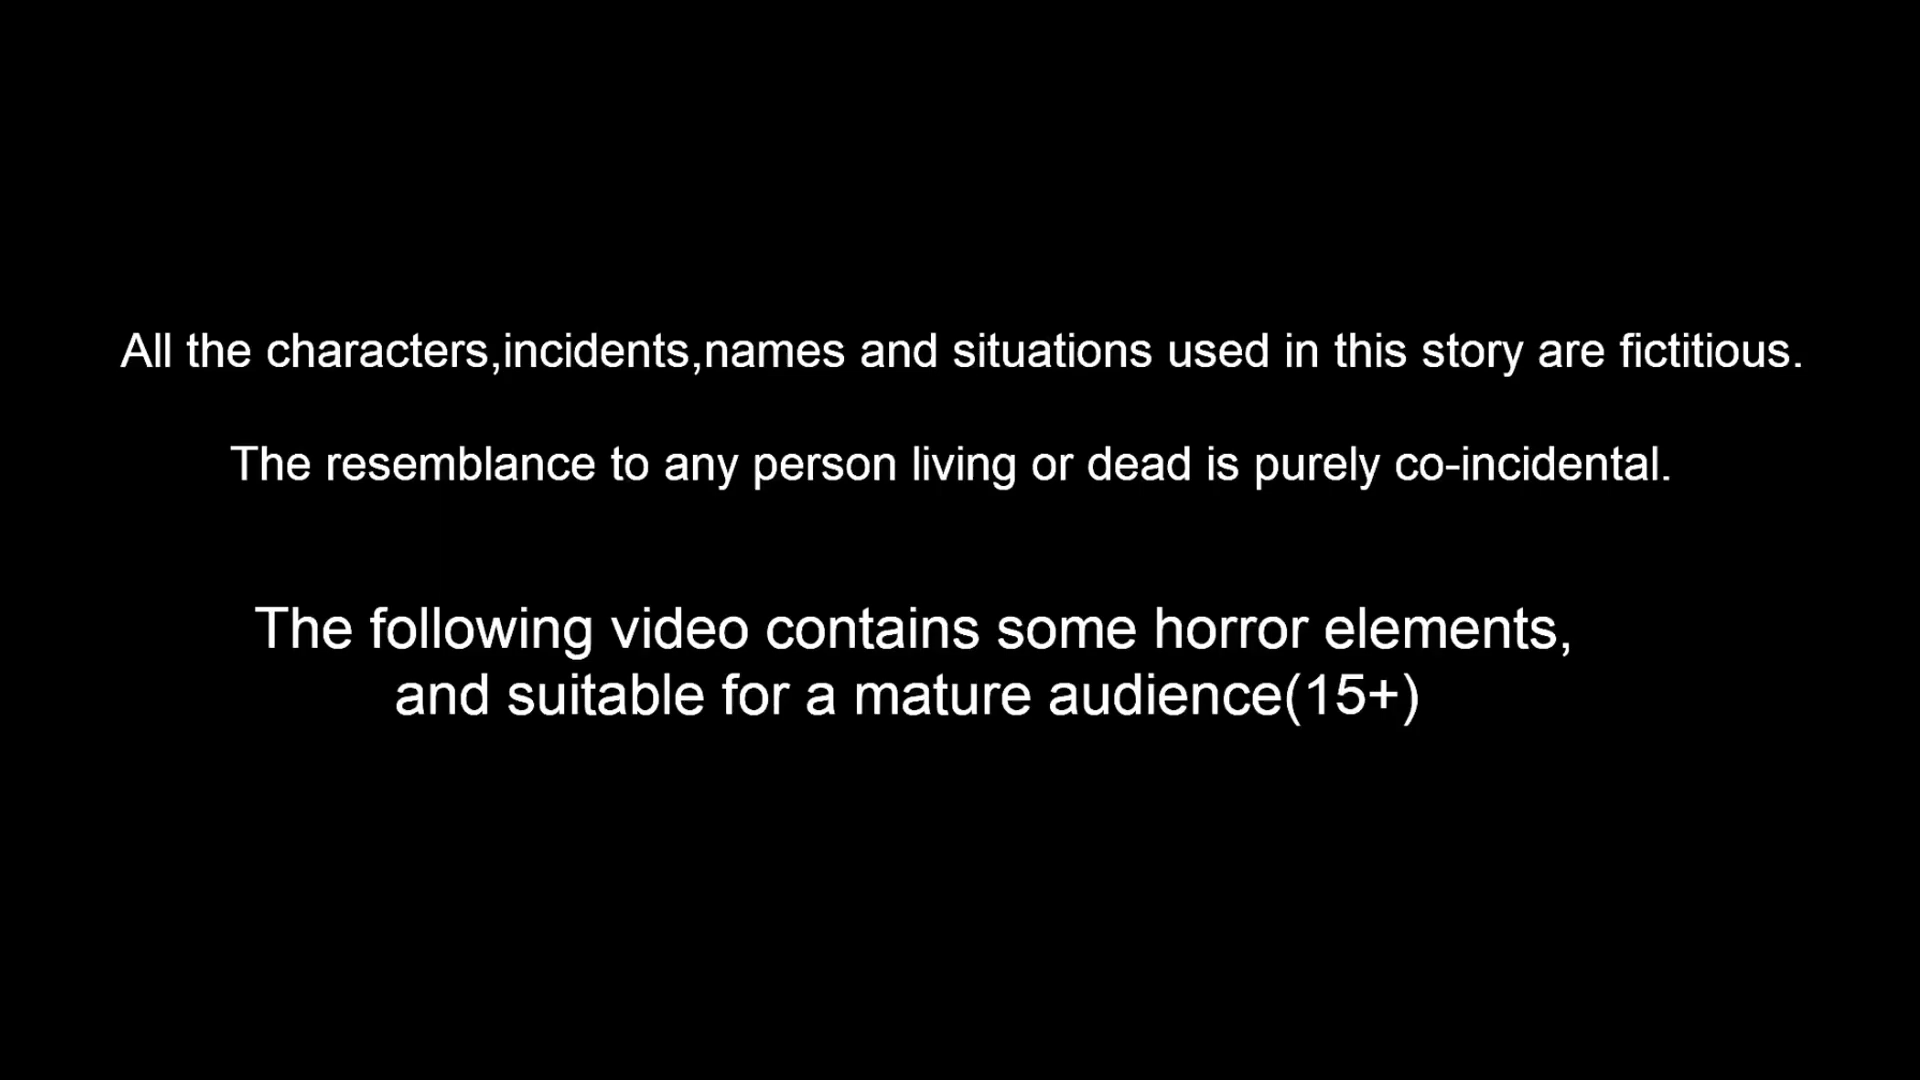 All the characters,incidents,names and situations used in this story are fictitious.
The resemblance to any person living or dead is purely co-incidental.
The following video contains some horror elements,
and suitable for a mature audience(15+)